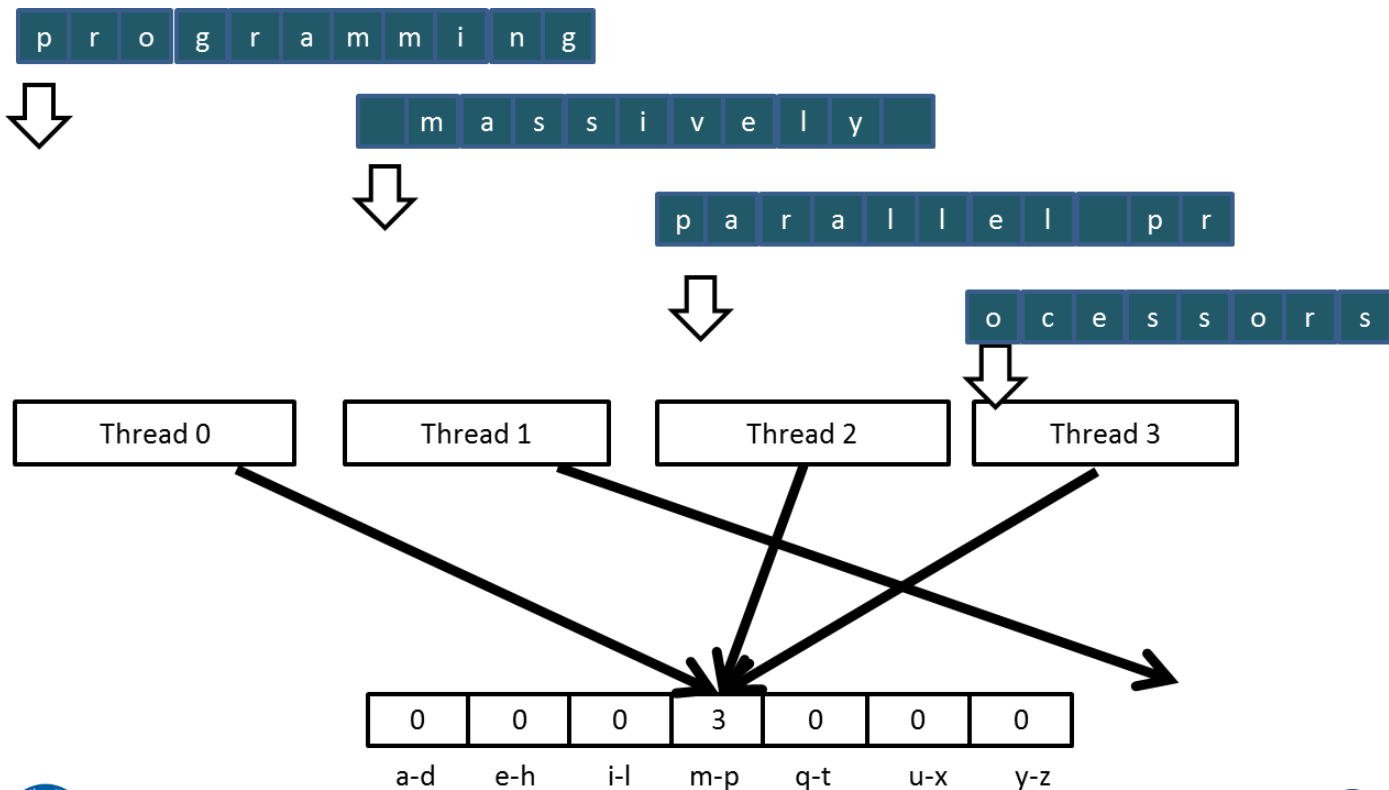 p r o g r a m m i n g
m a s s i v e l y
p a r a l l e l p r
o c e s s o r s
Thread 0 Thread 1 Thread 2 Thread 3
0 0 0 3 0 0 0
a-d e-h i-l m-p q-t u-x y-z